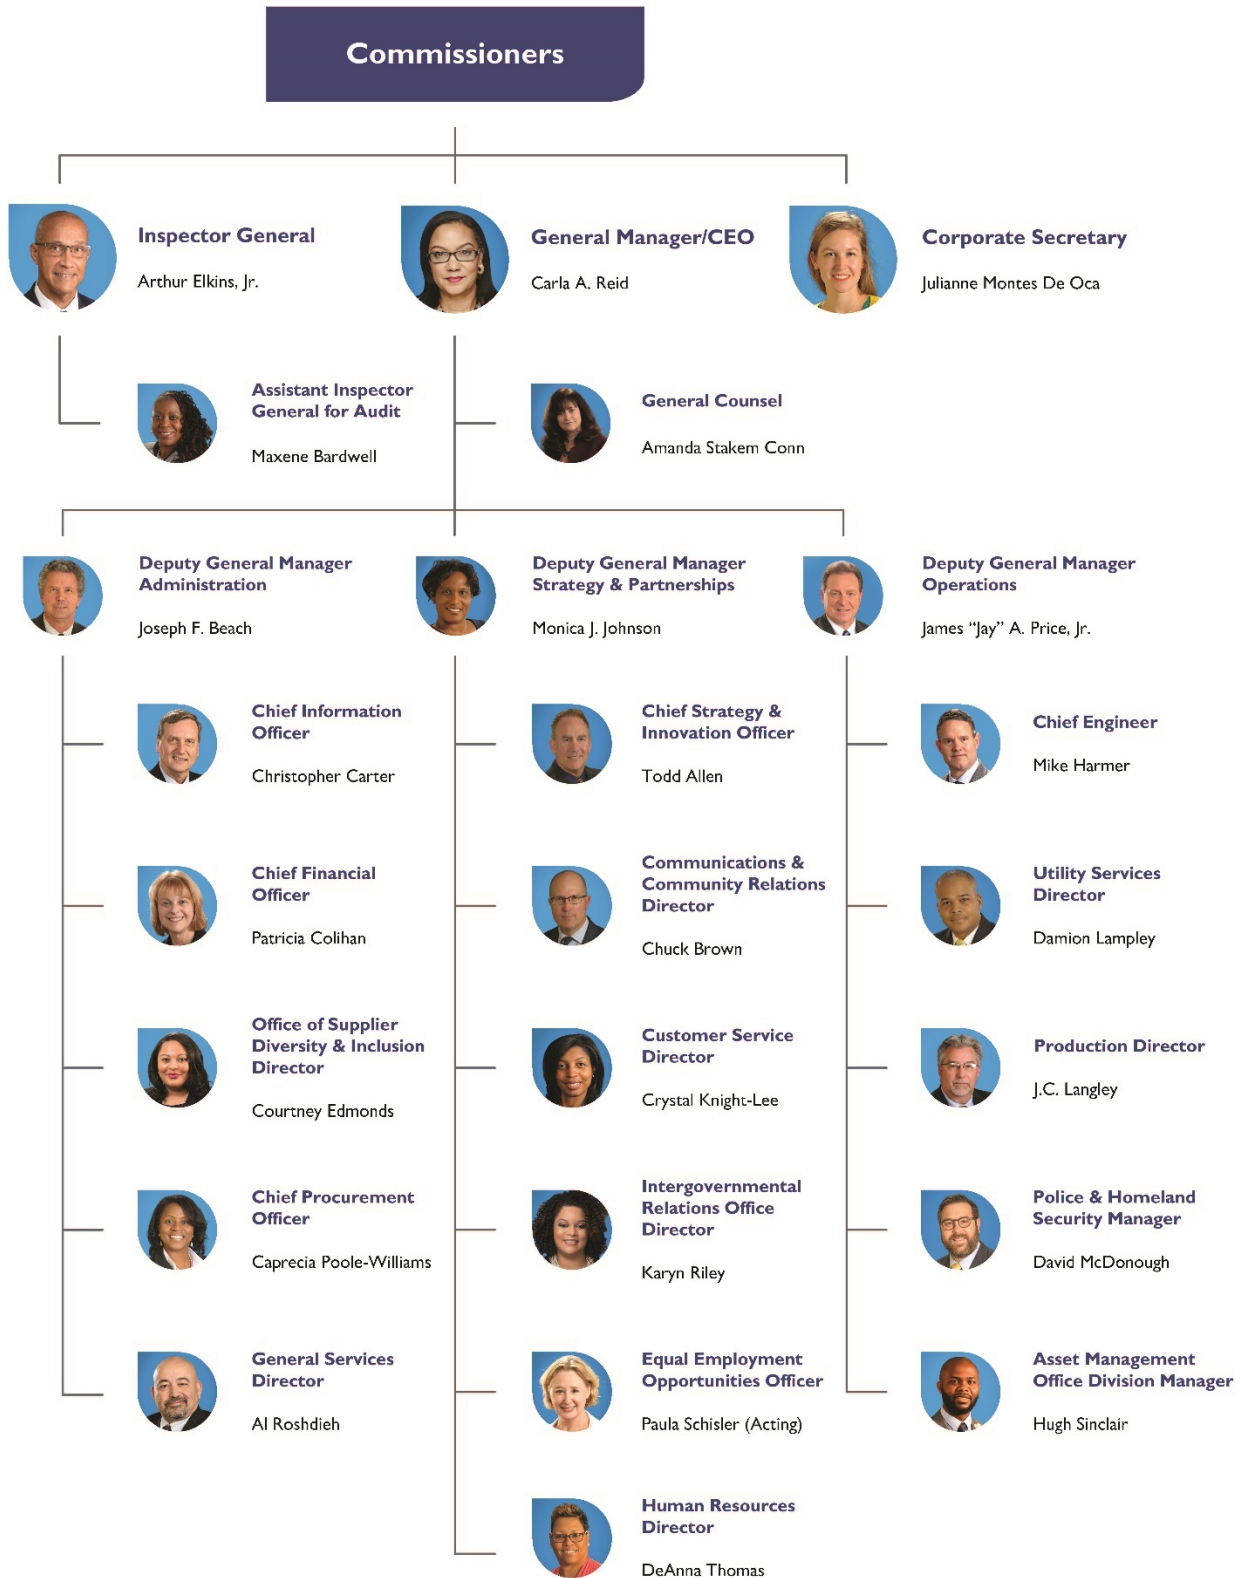 Commissioners
Inspector General
Arthur Elkins, Jr.
General Manager/CEO
Carla A. Reid
Corporate Secretary
Julianne Montes De Oca
Assistant Inspector
General for Audit
Maxene Bardwell
General Counsel
Amanda Stakem Conn
Deputy General Manager
Administration
Joseph F. Beach
Deputy General Manager
Strategy & Partnerships
Monica J. Johnson
Deputy General Manager
Operations
James “Jay” A. Price, Jr.
Chief Information
Officer
Christopher Carter
Chief Strategy &
Innovation Officer
Todd Allen
Chief Engineer
Mike Harmer
Chief Financial
Officer
Patricia Colihan
Communications &
Community Relations
Director
Chuck Brown
Utility Services
Director
Damion Lampley
Office of Supplier
Diversity & Inclusion
Director
Courtney Edmonds
Customer Service
Director
Crystal Knight-Lee
Production Director
J.C. Langley
Chief Procurement
Officer
Caprecia Poole-Williams
Intergovernmental
Relations Office
Director
Karyn Riley
Police & Homeland
Security Manager
David McDonough
General Services
Director
Al Roshdieh
Equal Employment
Opportunities Officer
Paula Schisler (Acting)
Asset Management
Office Division Manager
Hugh Sinclair
Human Resources
Director
DeAnna Thomas